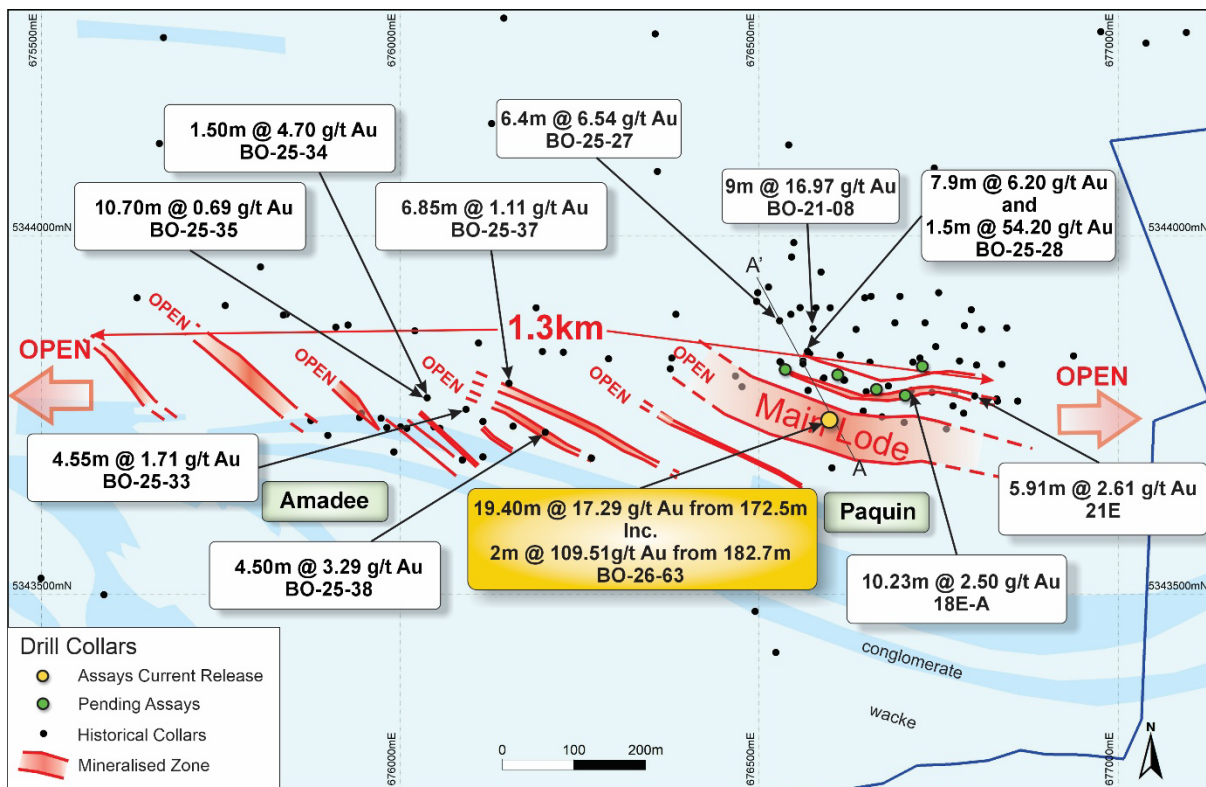 675500mE
676000mE
676500mE
677000mE
1.50m @ 4.70 g/t Au
BO-25-34
6.4m @ 6.54 g/t Au
BO-25-27
10.70m @ 0.69 g/t Au
BO-25-35
6.85m @ 1.11 g/t Au
BO-25-37
9m @ 16.97 g/t Au
BO-21-08
7.9m @ 6.20 g/t Au
and
1.5m @ 54.20 g/t Au
BO-25-28
5344000mN
5344000mN
A'
OPEN
OPEN
OPEN
OPEN
OPEN
OPEN
OPEN
1.3km
OPEN
Main Lode
A
4.55m @ 1.71 g/t Au
BO-25-33
Amadee
4.50m @ 3.29 g/t Au
BO-25-38
19.40m @ 17.29 g/t Au from 172.5m
Inc.
2m @ 109.51g/t Au from 182.7m
BO-26-63
Paquin
5.91m @ 2.61 g/t Au
21E
10.23m @ 2.50 g/t Au
18E-A
5343500mN
5343500mN
conglomerate
wacke
Drill Collars
Assays Current Release
Pending Assays
Historical Collars
Mineralised Zone
0 100 200m
N
675500mE
676000mE
676500mE
677000mE